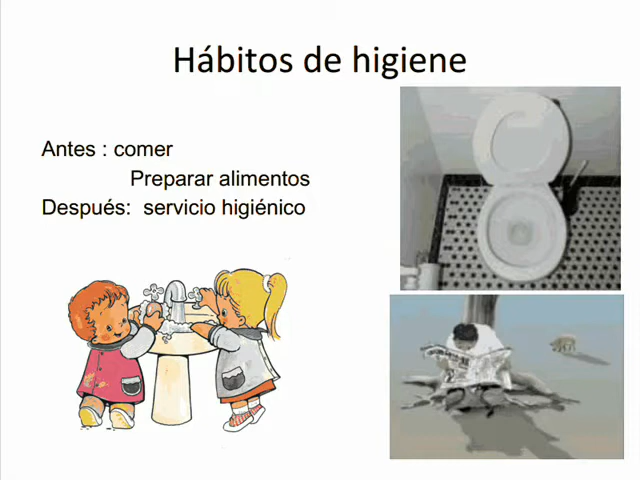 Hábitos de higiene
Antes : comer
Preparar alimentos
Después: servicio higiénico